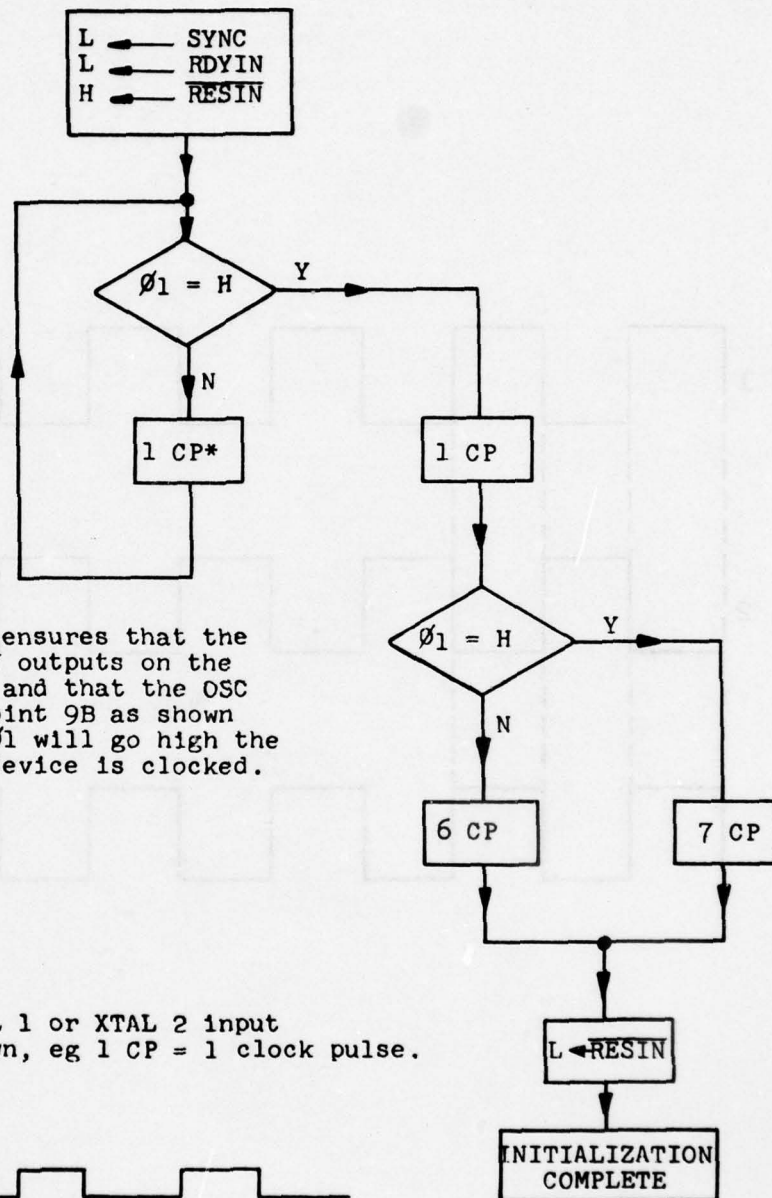 L ← SYNC
L ← RDYIN
H ← RESIN
Ø1 = H
Y
N
1 CP*
1 CP
ensures that the
outputs on the
and that the OSC
int 9B as shown
Ø1 will go high the
evice is clocked.
Ø1 = H
Y
N
6 CP
7 CP
1 or XTAL 2 input
n, eg 1 CP = 1 clock pulse.
L ← RESIN
INITIALIZATION
COMPLETE